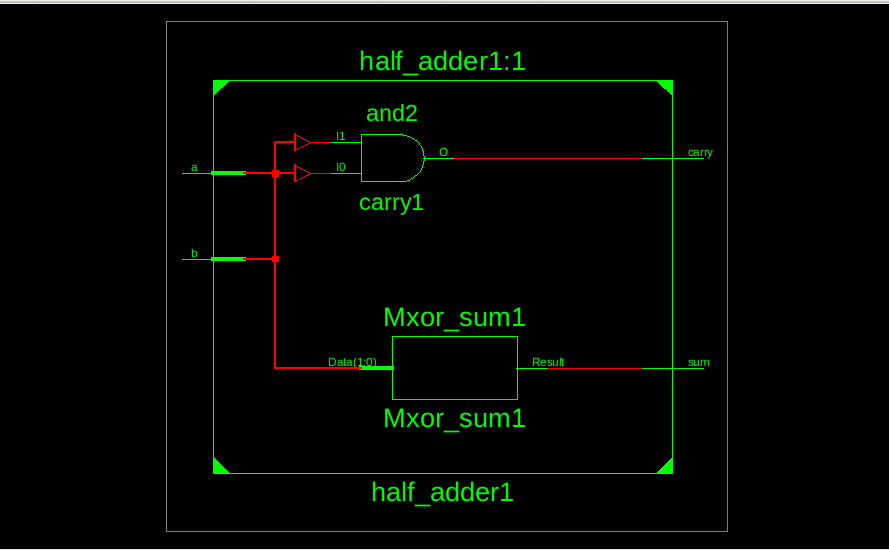 half_adder1:1
and2
I1
O
carry
a
I0
carry1
b
Mxor_sum1
Data(1:0)
Result
sum
Mxor_sum1
half_adder1